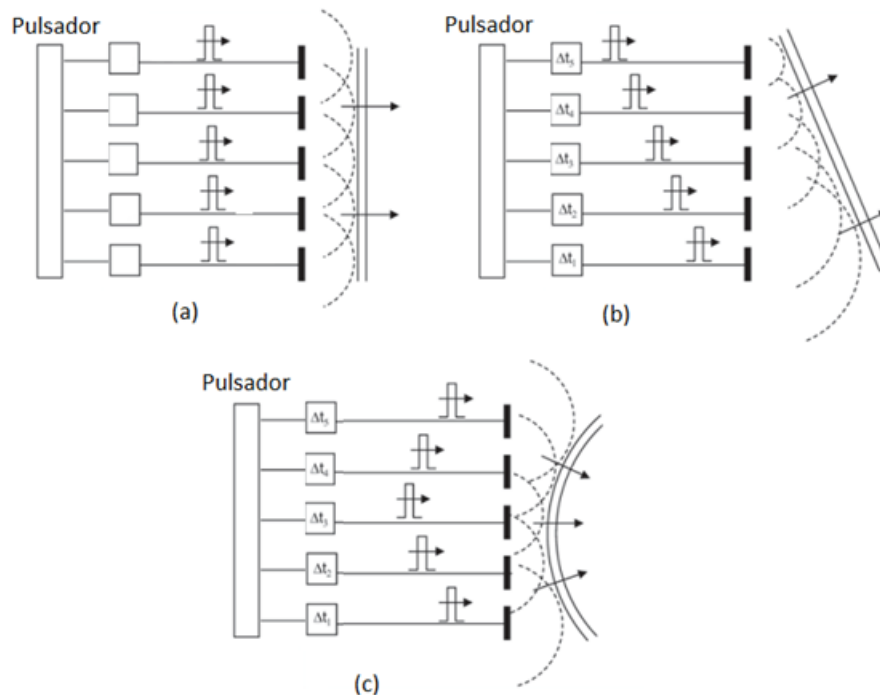 Pulsador
(a)
Pulsador
Δt₅
Δt₄
Δt₃
Δt₂
Δt₁
(b)
Pulsador
Δt₅
Δt₄
Δt₃
Δt₂
Δt₁
(c)